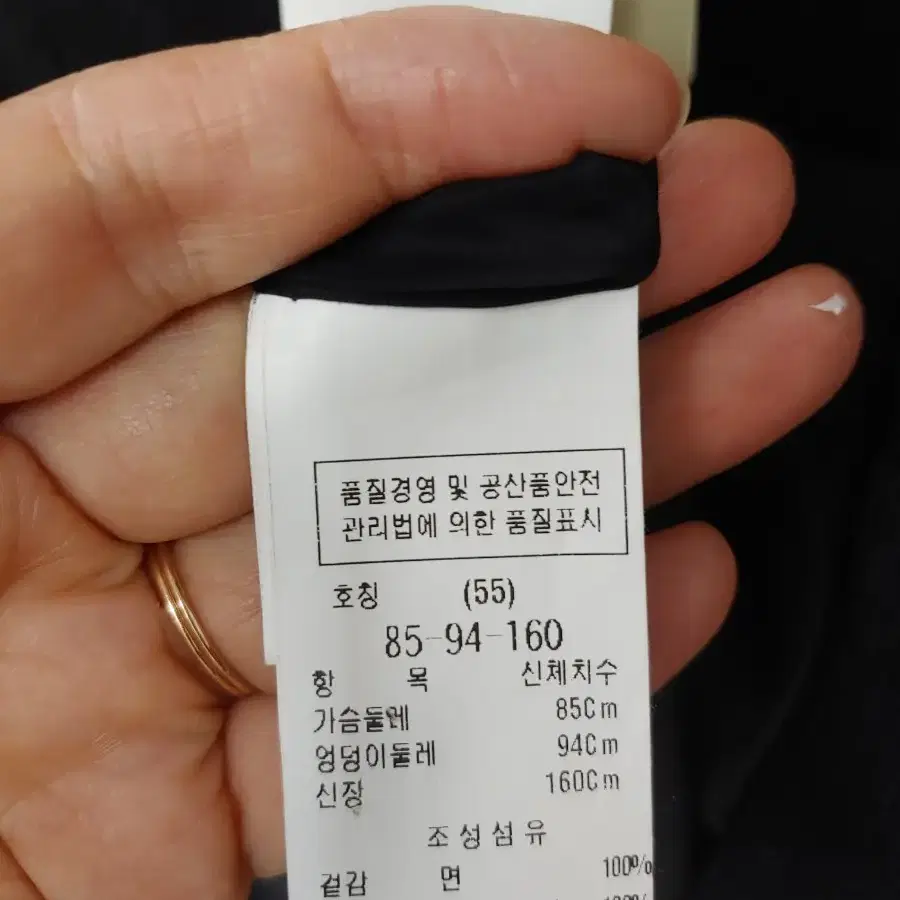 품질경영 및 공산품안전
관리법에 의한 품질표시
호칭 (55)
85-94-160
항 목 신체치수
가슴둘레 85Cm
엉덩이둘레 94Cm
신장 160Cm
조성섬유
겉감 면 100%